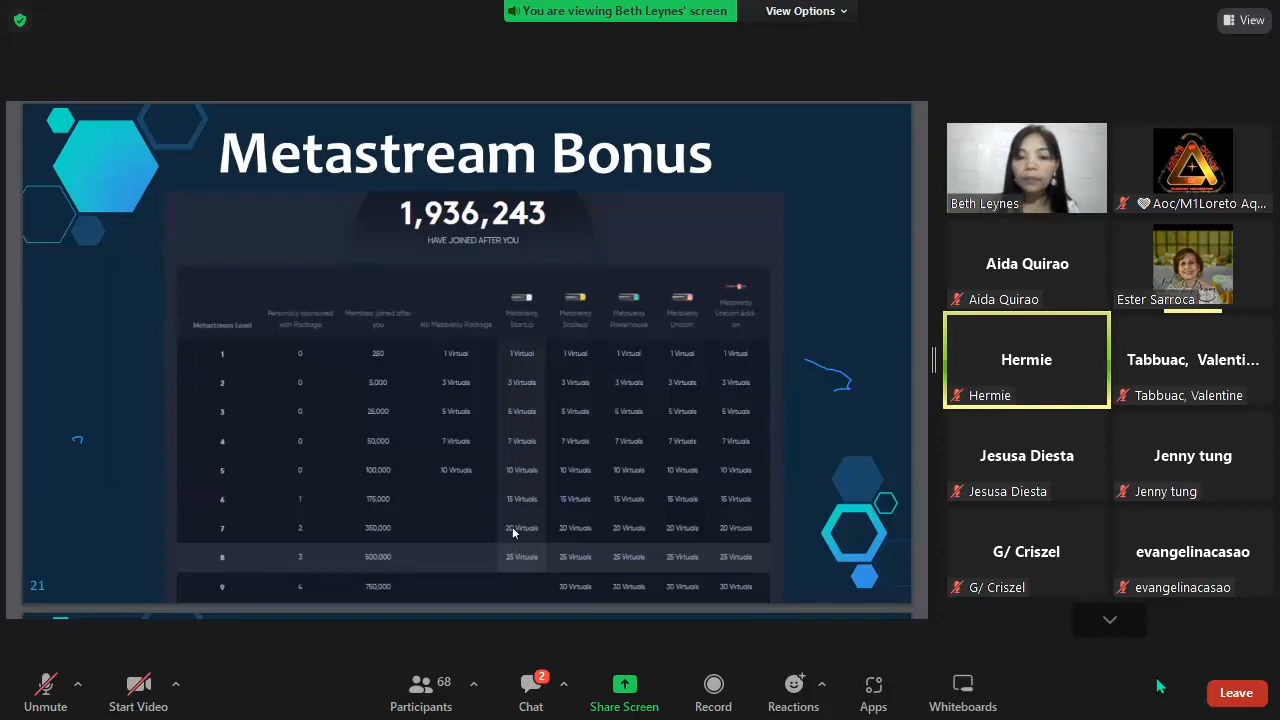 You are viewing Beth Leynes' screen
View Options
View
Metastream Bonus
1,936,243
HAVE JOINED AFTER YOU
Metastream Level Personally sponsored with Package Members joined after you No Metaversy Package Metaversy Startup Metaversy Scaleup Metaversy Powerhouse Metaversy Unicorn Metaversy Unicorn Add-on
1 0 250 1 Virtual 1 Virtual 1 Virtual 1 Virtual 1 Virtual 1 Virtual
2 0 5,000 3 Virtuals 3 Virtuals 3 Virtuals 3 Virtuals 3 Virtuals 3 Virtuals
3 0 25,000 5 Virtuals 5 Virtuals 5 Virtuals 5 Virtuals 5 Virtuals 5 Virtuals
4 0 50,000 7 Virtuals 7 Virtuals 7 Virtuals 7 Virtuals 7 Virtuals 7 Virtuals
5 0 100,000 10 Virtuals 10 Virtuals 10 Virtuals 10 Virtuals 10 Virtuals 10 Virtuals
6 1 175,000 15 Virtuals 15 Virtuals 15 Virtuals 15 Virtuals 15 Virtuals
7 2 350,000 20 Virtuals 20 Virtuals 20 Virtuals 20 Virtuals 20 Virtuals
8 3 500,000 25 Virtuals 25 Virtuals 25 Virtuals 25 Virtuals 25 Virtuals
9 4 750,000 30 Virtuals 30 Virtuals 30 Virtuals 30 Virtuals
21
Beth Leynes
Aoc/M1Loreto Aq...
Aida Quirao
Aida Quirao
Ester Sarroca
Hermie
Hermie
Tabbuac, Valenti...
Tabbuac, Valentine
Jesusa Diesta
Jesusa Diesta
Jenny tung
Jenny tung
G/ Criszel
G/ Criszel
evangelinacasao
evangelinacasao
Unmute
Start Video
68
Participants
2
Chat
Share Screen
Record
Reactions
Apps
Whiteboards
Leave